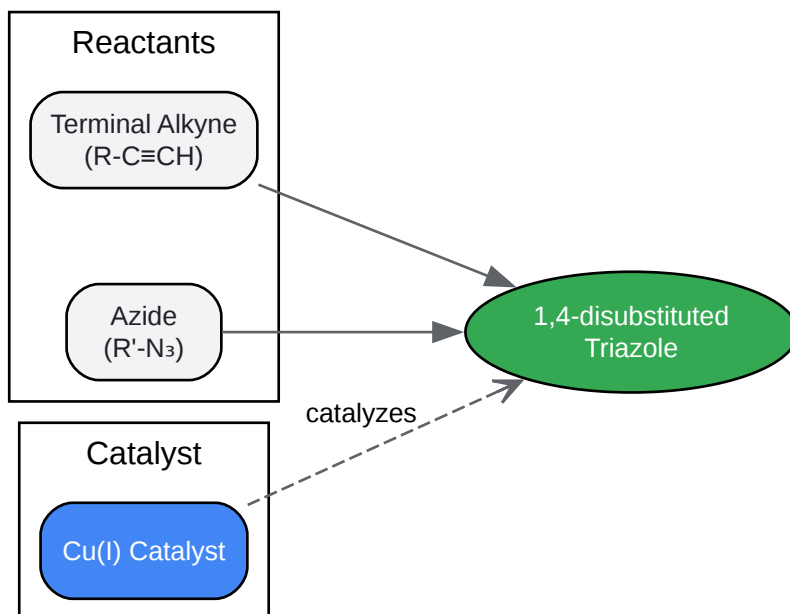 Reactants
Terminal Alkyne
(R-C≡CH)
Azide
(R'-N₃)
1,4-disubstituted
Triazole
catalyzes
Catalyst
Cu(I) Catalyst